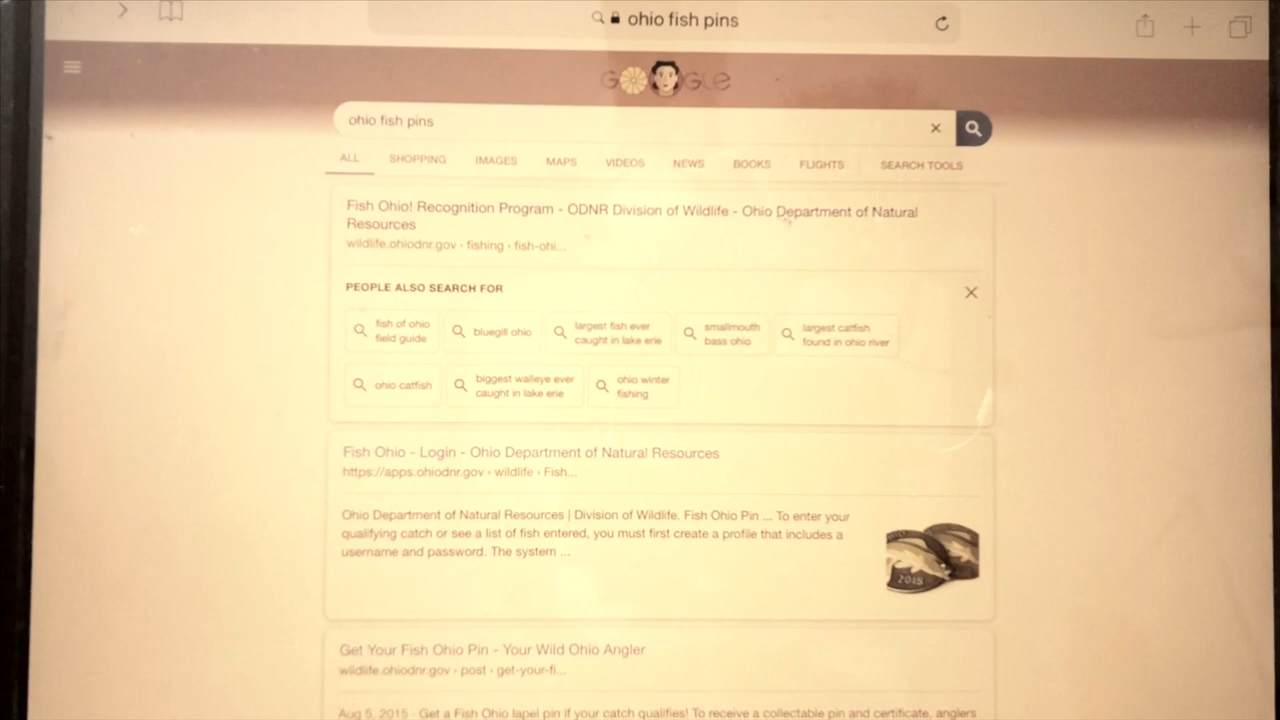 ohio fish pins
GOOGLE
ohio fish pins
ALL SHOPPING IMAGES MAPS VIDEOS NEWS BOOKS FLIGHTS SEARCH TOOLS
Fish Ohio! Recognition Program - ODNR Division of Wildlife - Ohio Department of Natural
Resources
wildlife.ohiodnr.gov › fishing › fish-ohi...
PEOPLE ALSO SEARCH FOR
fish of ohio
field guide
bluegill ohio
largest fish ever
caught in lake erie
smallmouth
bass ohio
largest catfish
found in ohio river
ohio catfish
biggest walleye ever
caught in lake erie
ohio winter
fishing
Fish Ohio - Login - Ohio Department of Natural Resources
https://apps.ohiodnr.gov › wildlife › Fish...
Ohio Department of Natural Resources | Division of Wildlife. Fish Ohio Pin ... To enter your
qualifying catch or see a list of fish entered, you must first create a profile that includes a
username and password. The system ...
2018
Get Your Fish Ohio Pin - Your Wild Ohio Angler
wildlife.ohiodnr.gov › post › get-your-fi...
Aug 5, 2015 · Get a Fish Ohio lapel pin if your catch qualifies! To receive a collectable pin and certificate, anglers